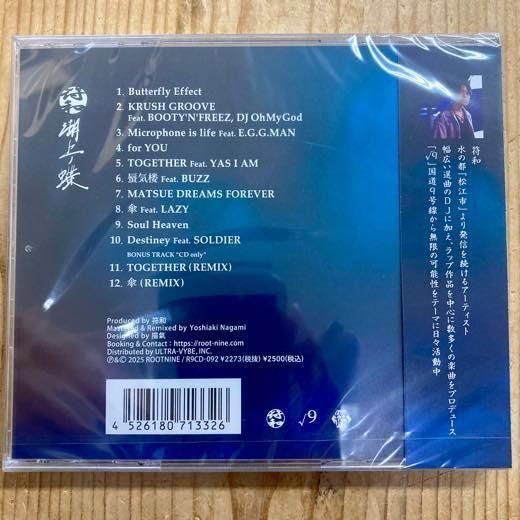 湖上ノ蝶
1. Butterfly Effect
2. KRUSH GROOVE
Feat. BOOTY'N'FREEZ, DJ OhMyGod
3. Microphone is life Feat. E.G.G.MAN
4. for YOU
5. TOGETHER Feat. YAS I AM
6. 蜃気楼 Feat. BUZZ
7. MATSUE DREAMS FOREVER
8. 傘 Feat. LAZY
9. Soul Heaven
10. Destiney Feat. SOLDIER
BONUS TRACK "CD only"
11. TOGETHER (REMIX)
12. 傘 (REMIX)
Produced by 符和
Mastered & Remixed by Yoshiaki Nagami
Designed by
Booking & Contact : https://root-nine.com
Distributed by ULTRA-VYBE, INC.
Ⓟ&Ⓒ 2025 ROOTNINE / R9CD-092 ¥2273(税抜) ¥2500(税込)
4 526180 713326
√9
符和
水の都「松江市」より発信を続けるアーティスト
幅広い選曲のDJに加え、ラップ作品を中心に数多くの楽曲をプロデュース
「√9」国道9号線から無限の可能性をテーマに日々活動中